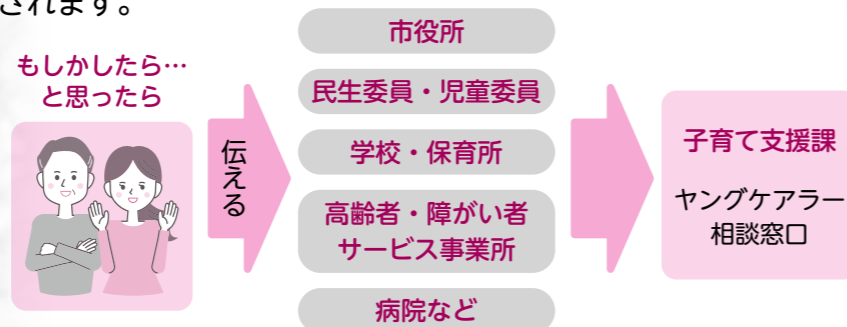 されます。
もしかしたら…
と思ったら
伝える
市役所
民生委員・児童委員
学校・保育所
高齢者・障がい者
サービス事業所
病院など
子育て支援課
ヤングケアラー
相談窓口